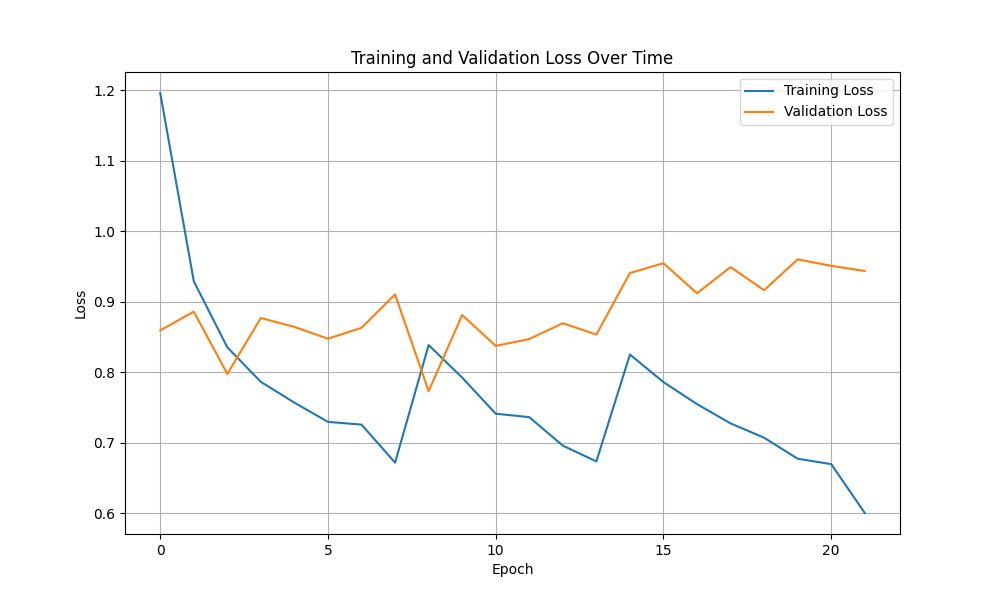 Training and Validation Loss Over Time
Training Loss
Validation Loss
Loss
1.2
1.1
1.0
0.9
0.8
0.7
0.6
0 5 10 15 20
Epoch